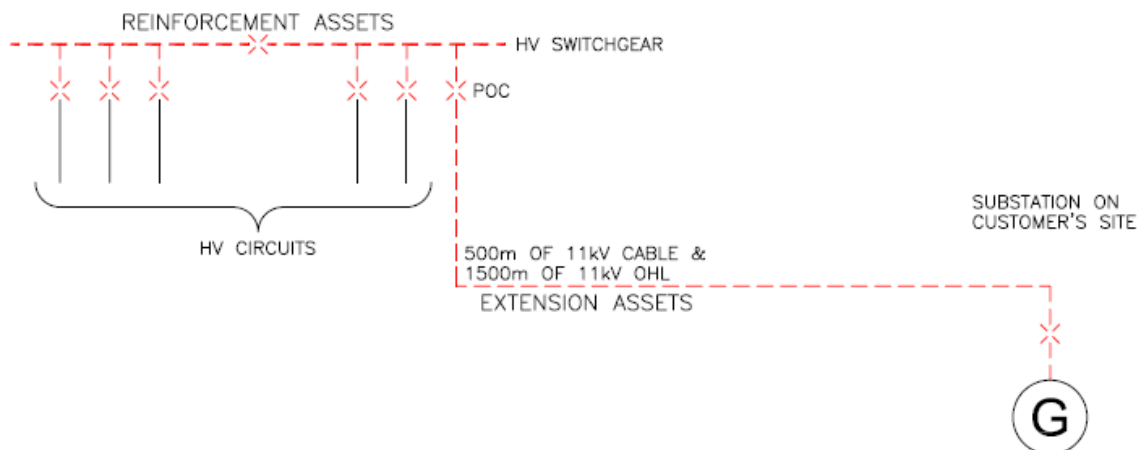 REINFORCEMENT ASSETS
HV SWITCHGEAR
POC
HV CIRCUITS
SUBSTATION ON
CUSTOMER'S SITE
500m OF 11kV CABLE &
1500m OF 11kV OHL
EXTENSION ASSETS
G